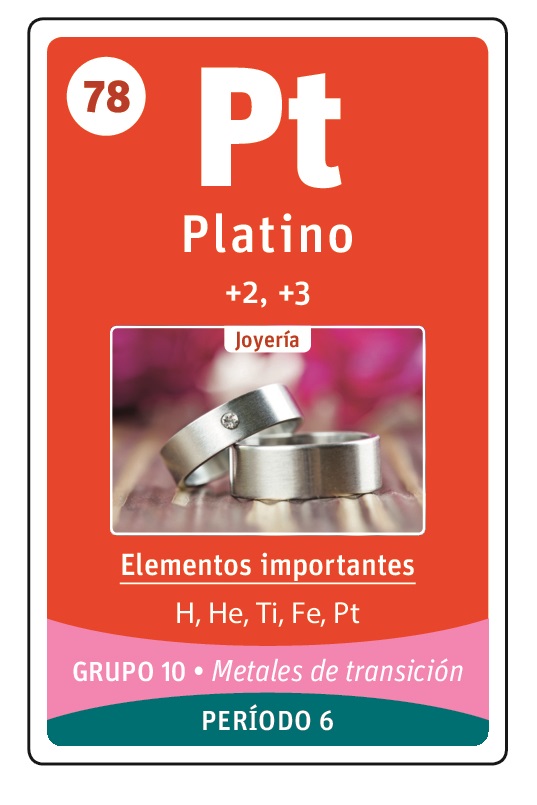 78
Pt
Platino
+2, +3
Joyería
Elementos importantes
H, He, Ti, Fe, Pt
GRUPO 10 • Metales de transición
PERÍODO 6